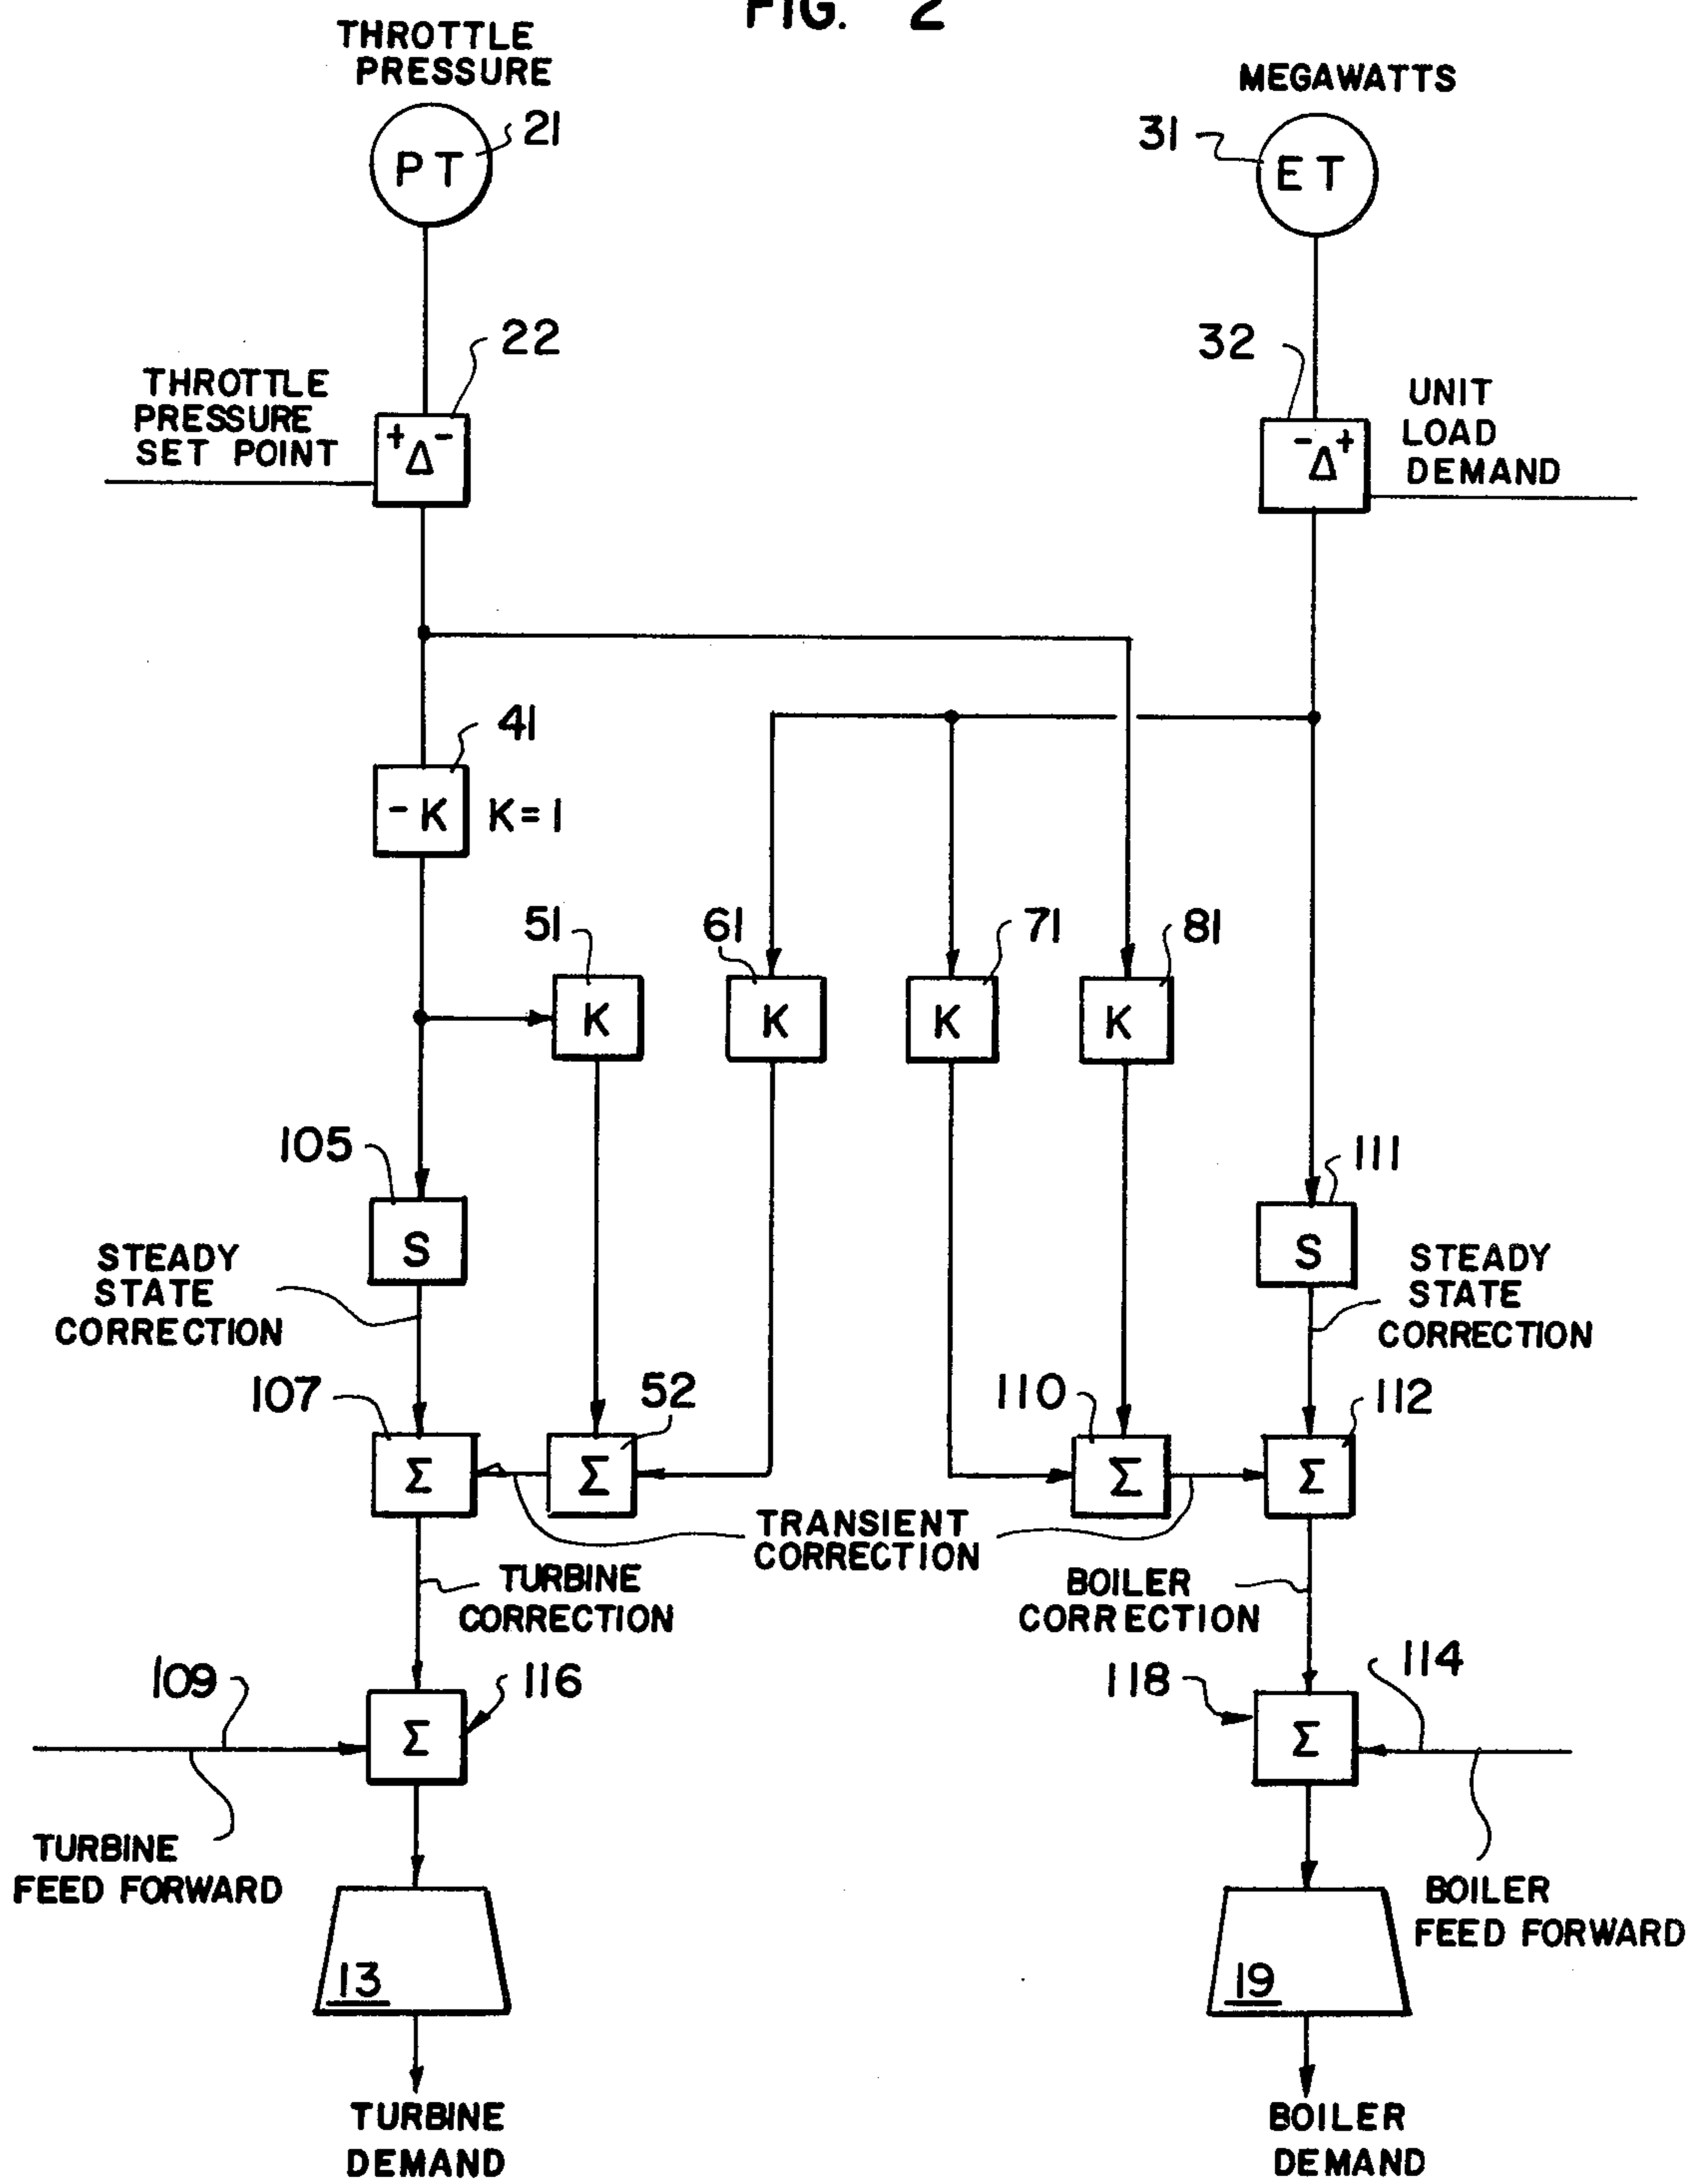 FIG. 2
THROTTLE
PRESSURE
PT
21
MEGAWATTS
31
ET
22
THROTTLE
PRESSURE
SET POINT
+Δ-
32
-Δ+
UNIT
LOAD
DEMAND
41
-K
K=1
51
K
61
K
71
K
81
K
105
S
STEADY
STATE
CORRECTION
111
S
STEADY
STATE
CORRECTION
107
Σ
52
Σ
110
Σ
112
Σ
TRANSIENT
CORRECTION
TURBINE
CORRECTION
BOILER
CORRECTION
109
116
Σ
118
Σ
114
TURBINE
FEED FORWARD
BOILER
FEED FORWARD
13
19
TURBINE
DEMAND
BOILER
DEMAND